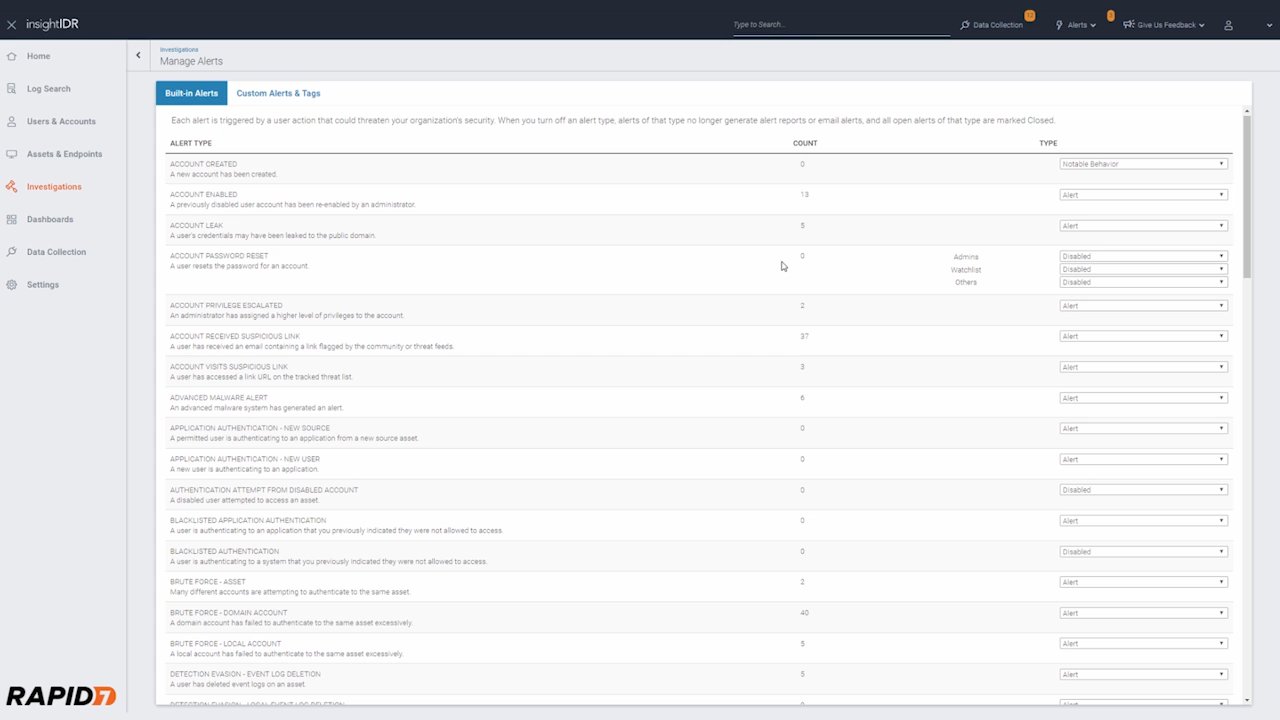 insightIDR
Type to Search...
Data Collection
Alerts
Give Us Feedback
Home
Log Search
Users & Accounts
Assets & Endpoints
Investigations
Dashboards
Data Collection
Settings
Investigations
Manage Alerts
Built-in Alerts Custom Alerts & Tags
Each alert is triggered by a user action that could threaten your organization's security. When you turn off an alert type, alerts of that type no longer generate alert reports or email alerts, and all open alerts of that type are marked Closed.
ALERT TYPE COUNT TYPE
ACCOUNT CREATED 0 Notable Behavior
A new account has been created.
ACCOUNT ENABLED 13 Alert
A previously disabled user account has been re-enabled by an administrator.
ACCOUNT LEAK 5 Alert
A user's credentials may have been leaked to the public domain.
ACCOUNT PASSWORD RESET 0 Admins Disabled
A user resets the password for an account.
Watchlist Disabled
Others Disabled
ACCOUNT PRIVILEGE ESCALATED 2 Alert
An administrator has assigned a higher level of privileges to the account.
ACCOUNT RECEIVED SUSPICIOUS LINK 37 Alert
A user has received an email containing a link flagged by the community or threat feeds.
ACCOUNT VISITS SUSPICIOUS LINK 3 Alert
A user has accessed a link URL on the tracked threat list.
ADVANCED MALWARE ALERT 6 Alert
An advanced malware system has generated an alert.
APPLICATION AUTHENTICATION - NEW SOURCE 0 Alert
A permitted user is authenticating to an application from a new source asset.
APPLICATION AUTHENTICATION - NEW USER 0 Alert
A new user is authenticating to an application.
AUTHENTICATION ATTEMPT FROM DISABLED ACCOUNT 0 Disabled
A disabled user attempted to access an asset.
BLACKLISTED APPLICATION AUTHENTICATION 0 Alert
A user is authenticating to an application that you previously indicated they were not allowed to access.
BLACKLISTED AUTHENTICATION 0 Disabled
A user is authenticating to a system that you previously indicated they were not allowed to access.
BRUTE FORCE - ASSET 2 Alert
Many different accounts are attempting to authenticate to the same asset.
BRUTE FORCE - DOMAIN ACCOUNT 40 Alert
A domain account has failed to authenticate to the same asset excessively.
BRUTE FORCE - LOCAL ACCOUNT 5 Alert
A local account has failed to authenticate to the same asset excessively.
DETECTION EVASION - EVENT LOG DELETION 5 Alert
A user has deleted event logs on an asset.
DETECTION EVASION - LOCAL EVENT LOG DELETION
RAPID7